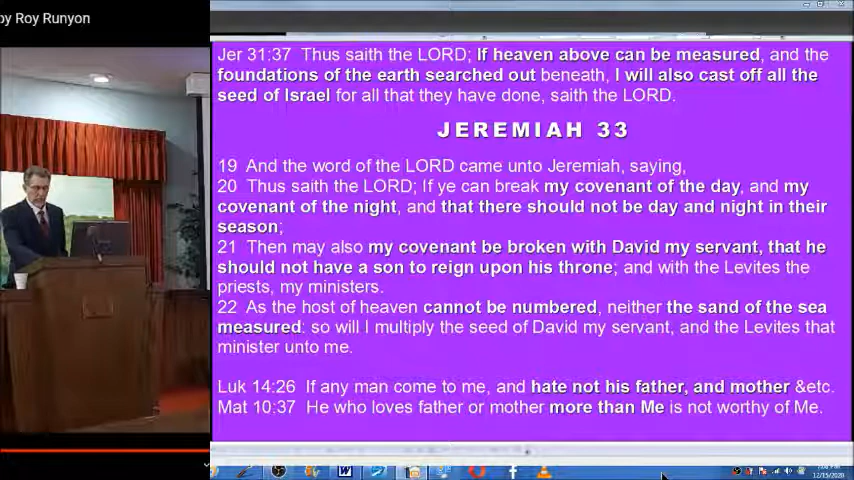 by Roy Runyon
Jer 31:37 Thus saith the LORD; If heaven above can be measured, and the
foundations of the earth searched out beneath, I will also cast off all the
seed of Israel for all that they have done, saith the LORD.
JEREMIAH 33
19 And the word of the LORD came unto Jeremiah, saying,
20 Thus saith the LORD; If ye can break my covenant of the day, and my
covenant of the night, and that there should not be day and night in their
season;
21 Then may also my covenant be broken with David my servant, that he
should not have a son to reign upon his throne; and with the Levites the
priests, my ministers.
22 As the host of heaven cannot be numbered, neither the sand of the sea
measured: so will I multiply the seed of David my servant, and the Levites that
minister unto me.
Luk 14:26 If any man come to me, and hate not his father, and mother &etc.
Mat 10:37 He who loves father or mother more than Me is not worthy of Me.
12/15/2020